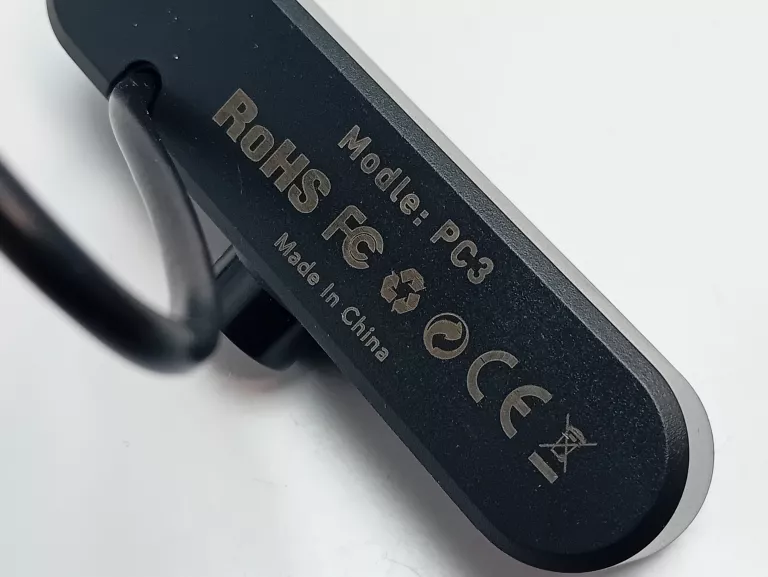 Modle: PC3
RoHS FC CE
Made In China